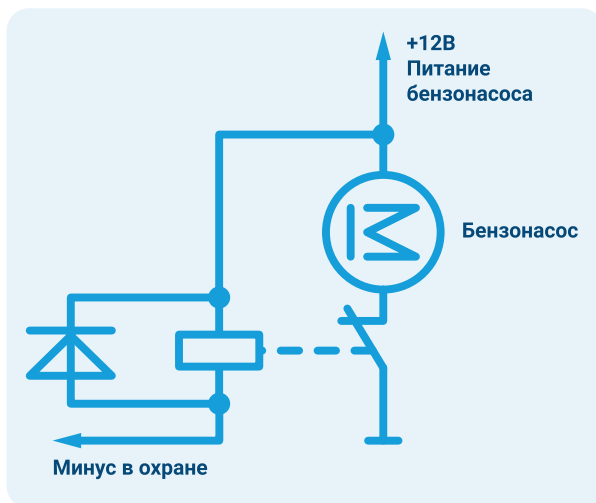 +12В
Питание
бензонасоса
Бензонасос
Минус в охране